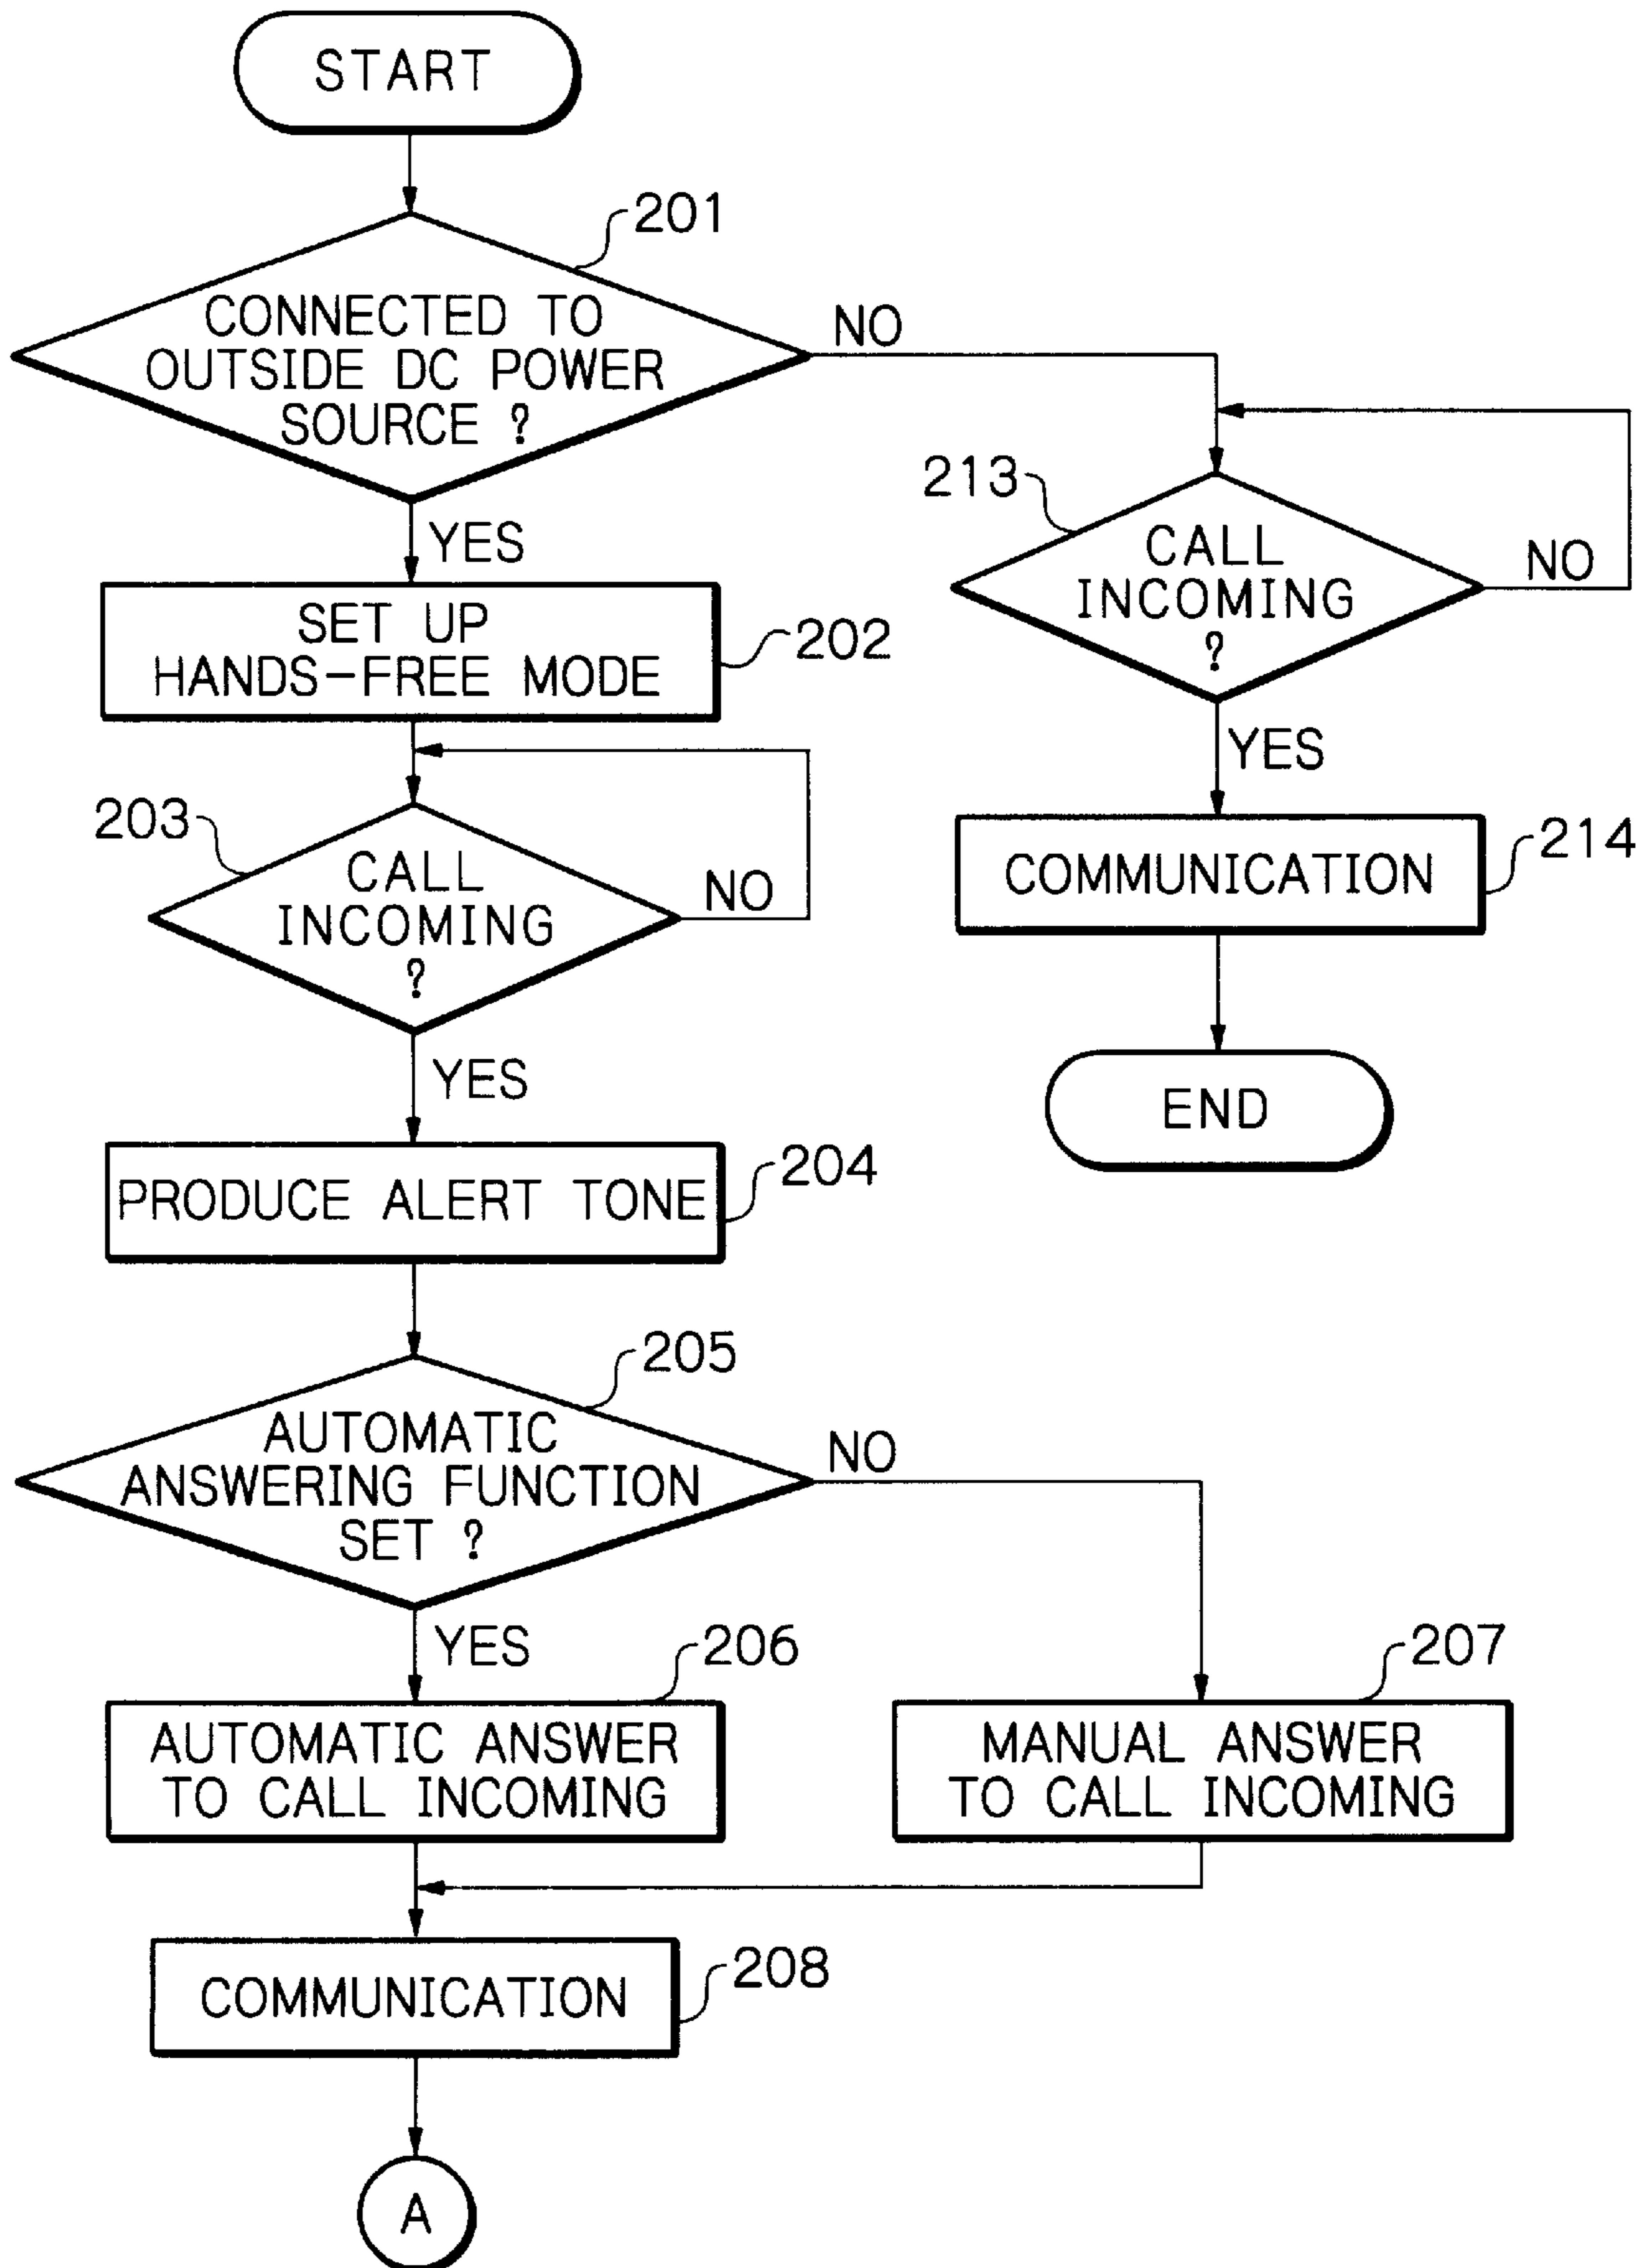 START
201
CONNECTED TO
OUTSIDE DC POWER
SOURCE ?
NO
YES
SET UP
HANDS-FREE MODE
202
203
CALL
INCOMING
?
NO
YES
PRODUCE ALERT TONE
204
205
AUTOMATIC
ANSWERING FUNCTION
SET ?
NO
YES
206
AUTOMATIC ANSWER
TO CALL INCOMING
207
MANUAL ANSWER
TO CALL INCOMING
COMMUNICATION
208
A
213
CALL
INCOMING
?
NO
YES
COMMUNICATION
214
END